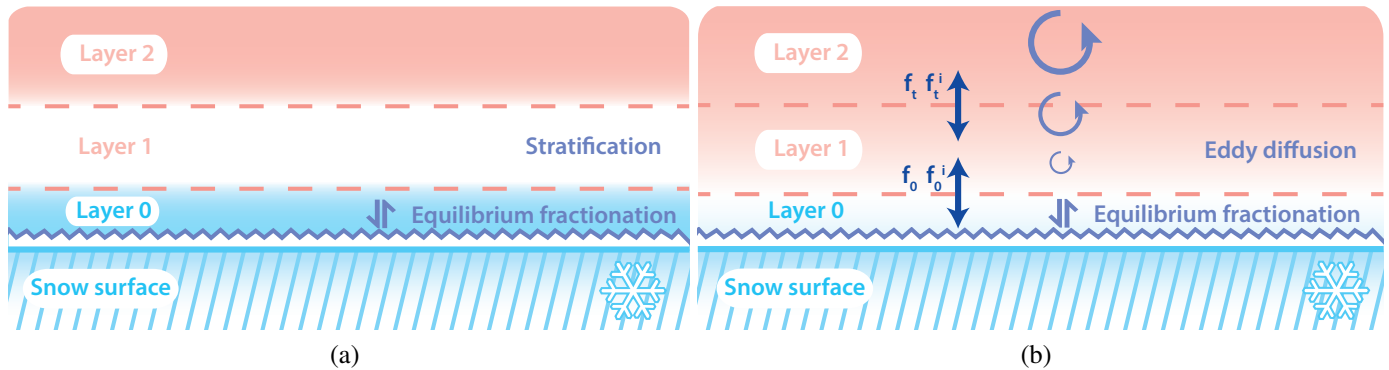 Layer 2
Layer 1
Stratification
Layer 0
Equilibrium fractionation
Snow surface
(a)
Layer 2
f_t f_t^i
Layer 1
Eddy diffusion
f_0 f_0^i
Layer 0
Equilibrium fractionation
Snow surface
(b)